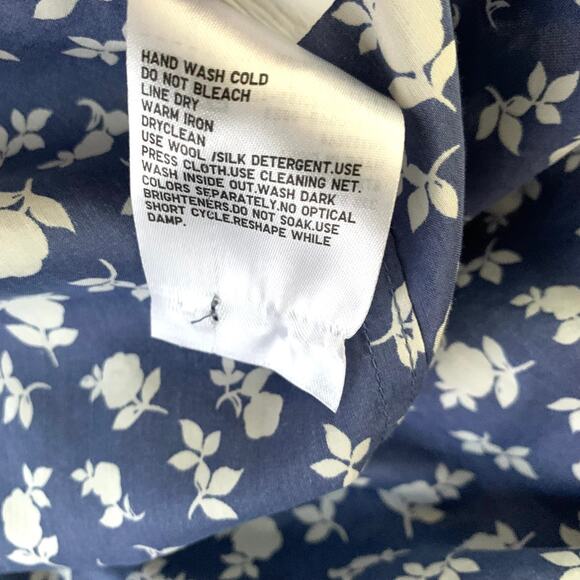 HAND WASH COLD
DO NOT BLEACH
LINE DRY
WARM IRON
DRYCLEAN
USE WOOL /SILK DETERGENT.USE
PRESS CLOTH.USE CLEANING NET.
WASH INSIDE OUT.WASH DARK
COLORS SEPARATELY.NO OPTICAL
BRIGHTENERS.DO NOT SOAK.USE
SHORT CYCLE.RESHAPE WHILE
DAMP.